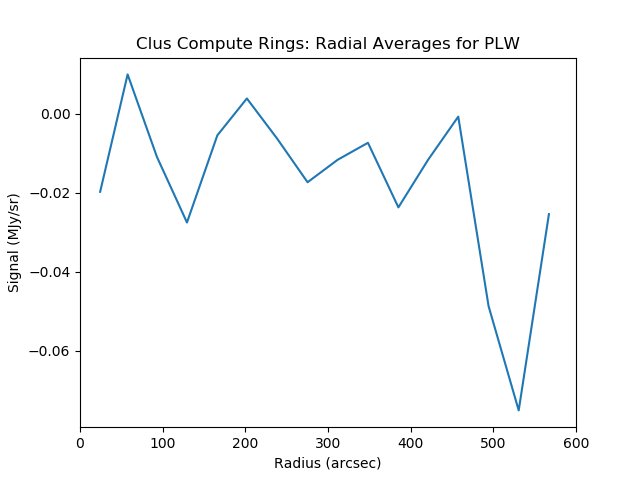 Clus Compute Rings: Radial Averages for PLW
0.00
−0.02
−0.04
−0.06
Signal (MJy/sr)
0 100 200 300 400 500 600
Radius (arcsec)